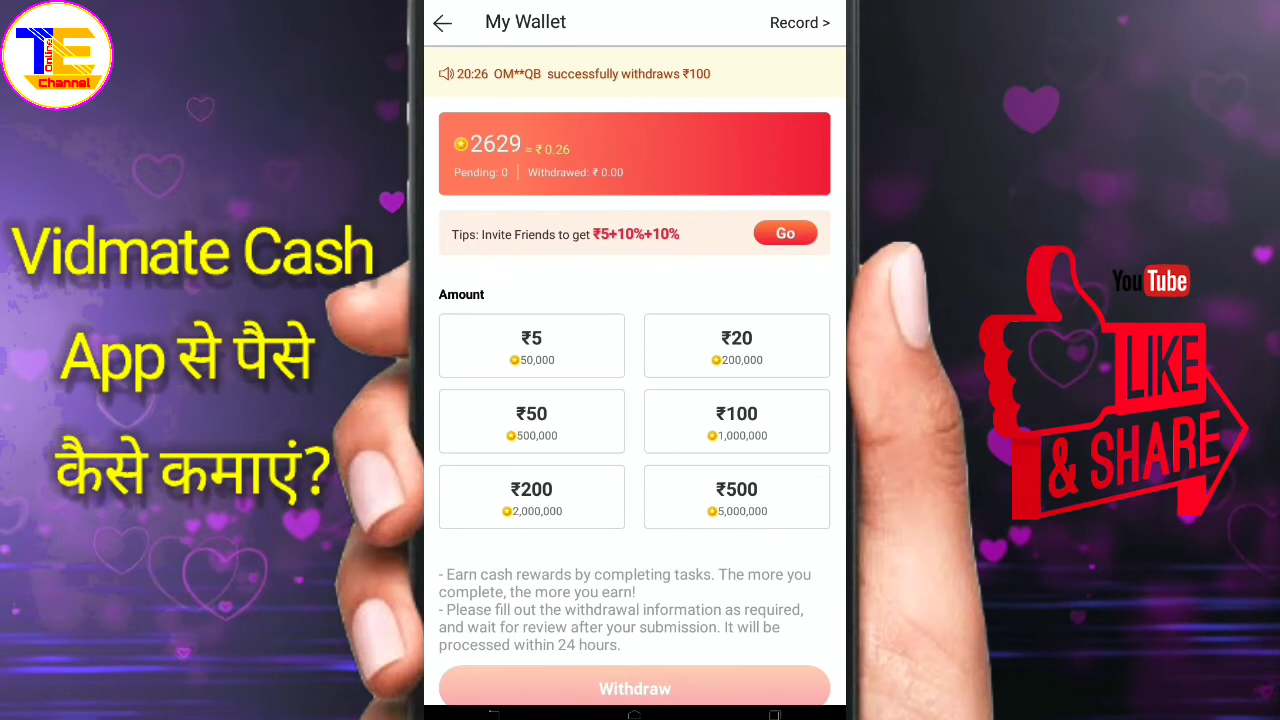 TE
Online
Channel
Vidmate Cash
App से पैसे
कैसे कमाएं?
My Wallet
Record >
20:26 OM**QB successfully withdraws ₹100
2629 = ₹ 0.26
Pending: 0 | Withdrawed: ₹ 0.00
Tips: Invite Friends to get ₹5+10%+10%
Go
Amount
₹5
50,000
₹20
200,000
₹50
500,000
₹100
1,000,000
₹200
2,000,000
₹500
5,000,000
- Earn cash rewards by completing tasks. The more you
complete, the more you earn!
- Please fill out the withdrawal information as required,
and wait for review after your submission. It will be
processed within 24 hours.
Withdraw
YouTube
LIKE
& SHARE